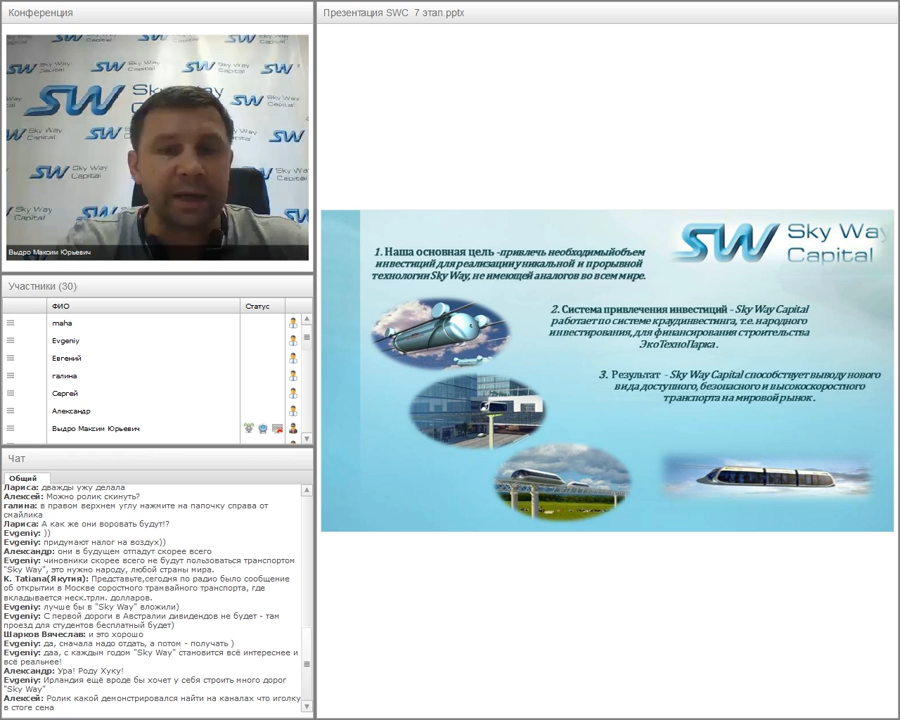 Конференция
Sky Way
Capital
Выдро Максим Юрьевич
Участники (30)
ФИО
Статус
maha
Evgeniy
Евгений
галина
Сергей
Александр
Выдро Максим Юрьевич
Чат
Общий
Лариса: дважды ужу делала
Алексей: Можно ролик скинуть?
галина: в правом верхнем углу нажмите на папочку справа от
смайлика
Лариса: А как же они воровать будут!?
Evgeniy: ))
Evgeniy: придумают налог на воздух))
Александр: они в будущем отпадут скорее всего
Evgeniy: чиновники скорее всего не будут пользоваться транспортом
"Sky Way", это нужно народу, любой страны мира.
K. Tatiana(Якутия): Представьте,сегодня по радио было сообщение
об открытии в Москве соростного трамвайного транспорта, где
вкладывается неск.трлн. долларов.
Evgeniy: лучше бы в "Sky Way" вложили)
Evgeniy: С первой дороги в Австралии дивидендов не будет - там
проезд для студентов бесплатный будет)
Шарков Вячеслав: и это хорошо
Evgeniy: да, сначала надо отдать, а потом - получать )
Evgeniy: даа, с каждым годом "Sky Way" становится всё интереснее и
всё реальнее!
Александр: Ура! Роду Хуку!
Evgeniy: Ирландия ещё вроде бы хочет у себя строить много дорог
"Sky Way"
Алексей: Ролик какой демонстрировался найти на каналах что иголку
в стоге сена
Презентация SWC 7 этап.pptx
SW Sky Way
Capital
1. Наша основная цель -привлечь необходимыйобъем
инвестиций для реализации уникальной и прорывной
технологии Sky Way, не имеющей аналогов во всем мире.
2. Система привлечения инвестиций - Sky Way Capital
работает по системе краудинвестинга, т.е. народного
инвестирования, для финансирования строительства
ЭкоТехноПарка.
3. Результат - Sky Way Capital способствует выводу нового
вида доступного, безопасного и высокоскоростного
транспорта на мировой рынок.